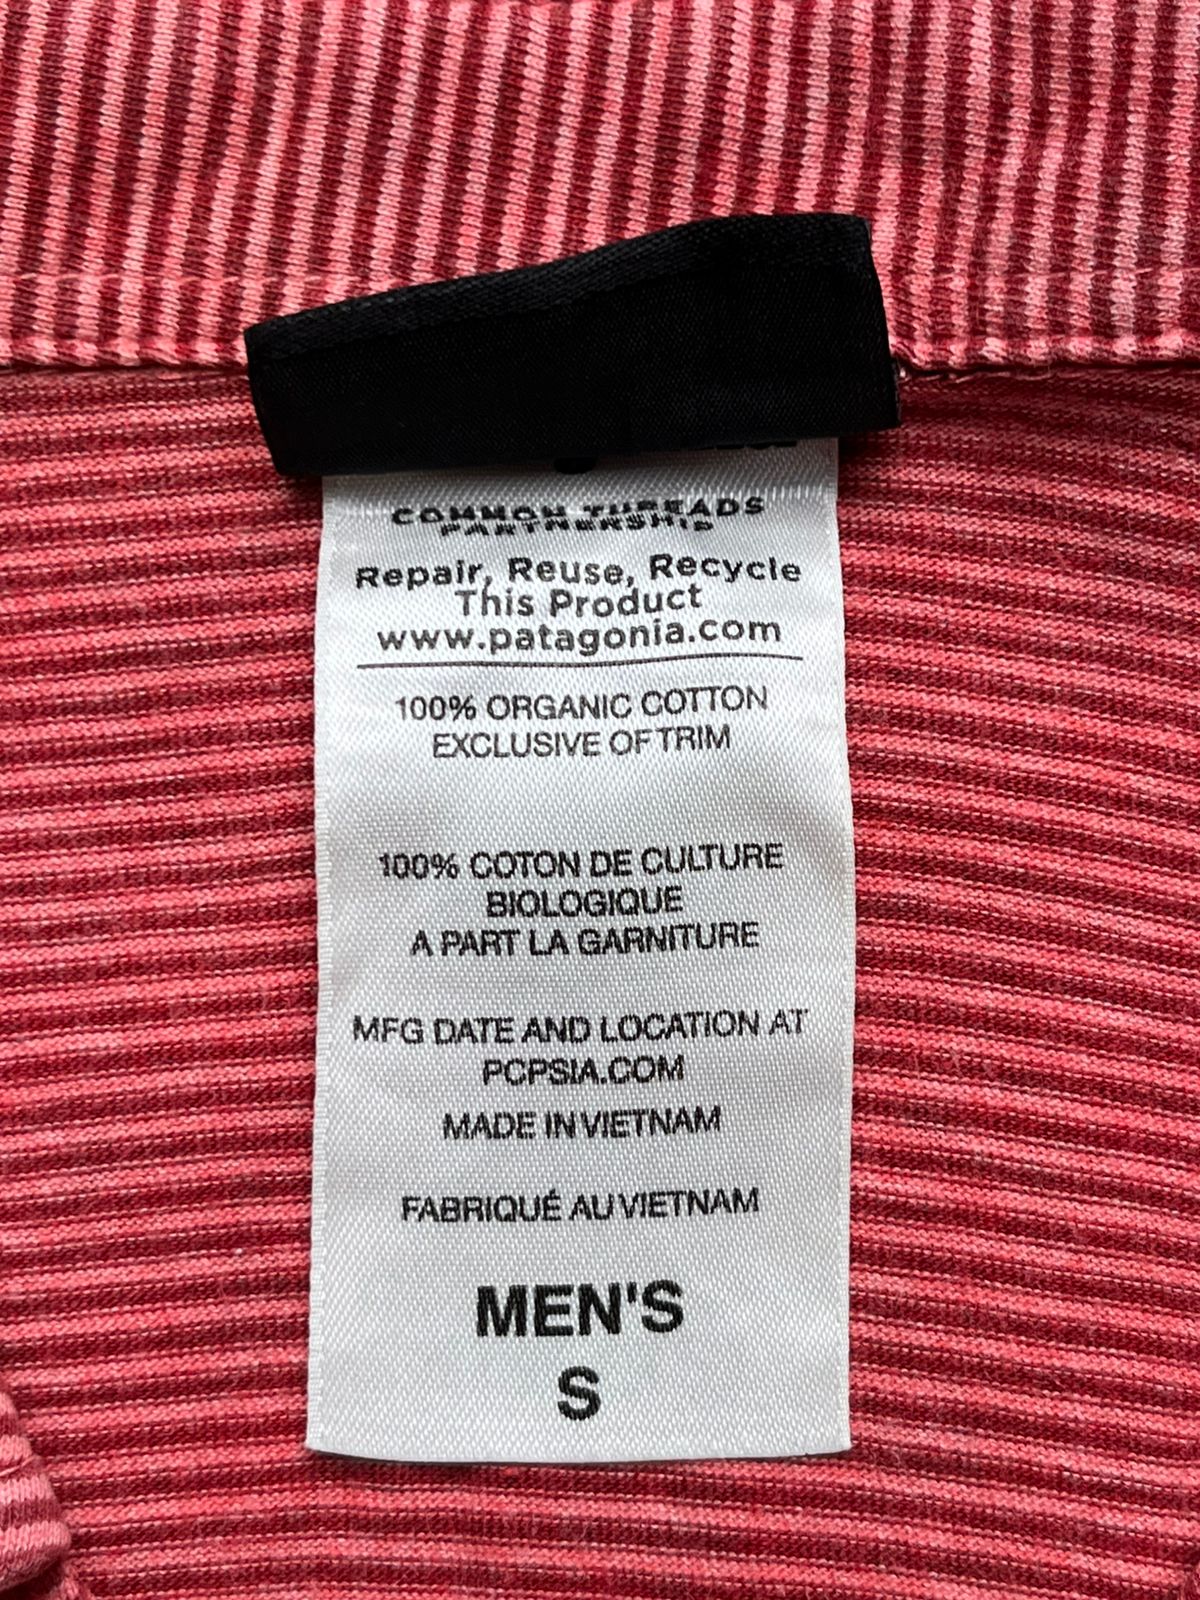 COMMON THREADS
PARTNERSHIP
Repair, Reuse, Recycle
This Product
www.patagonia.com
100% ORGANIC COTTON
EXCLUSIVE OF TRIM
100% COTON DE CULTURE
BIOLOGIQUE
A PART LA GARNITURE
MFG DATE AND LOCATION AT
PCPSIA.COM
MADE IN VIETNAM
FABRIQUÉ AU VIETNAM
MEN'S
S